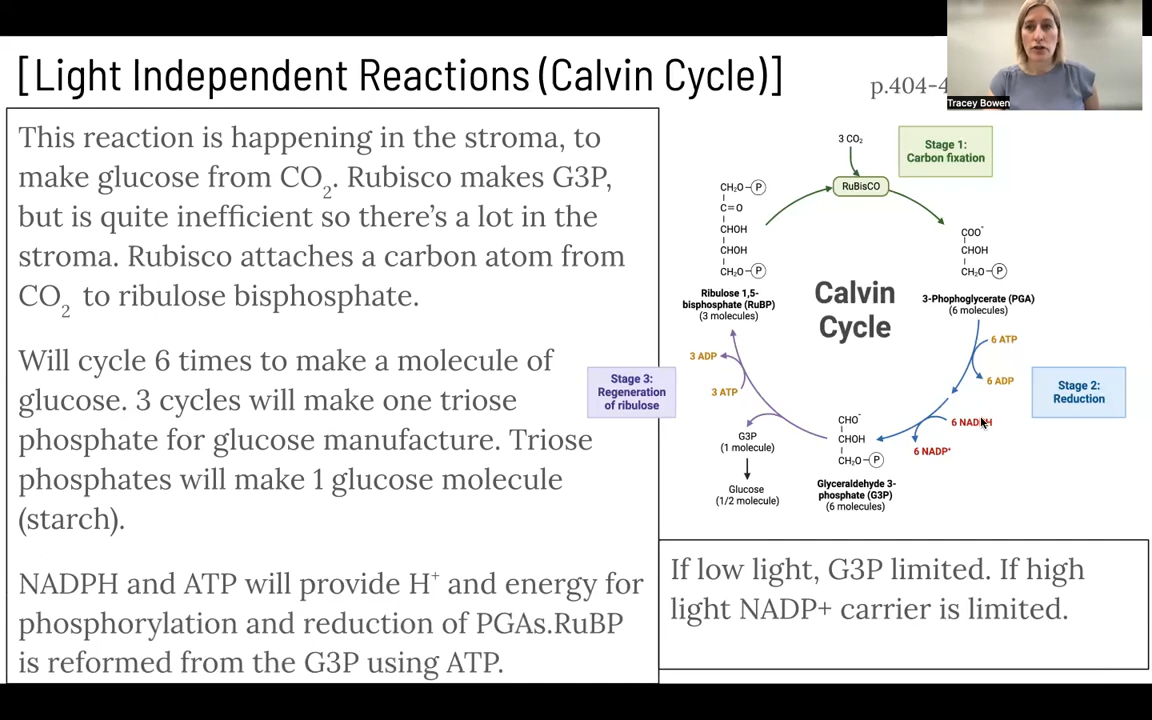 [Light Independent Reactions (Calvin Cycle)]
p.404-4
Tracey Bowen
This reaction is happening in the stroma, to
make glucose from CO₂. Rubisco makes G3P,
but is quite inefficient so there's a lot in the
stroma. Rubisco attaches a carbon atom from
CO₂ to ribulose bisphosphate.
Will cycle 6 times to make a molecule of
glucose. 3 cycles will make one triose
phosphate for glucose manufacture. Triose
phosphates will make 1 glucose molecule
(starch).
NADPH and ATP will provide H⁺ and energy for
phosphorylation and reduction of PGAs.RuBP
is reformed from the G3P using ATP.
3 CO₂
Stage 1:
Carbon fixation
RuBisCO
CH₂O-P
C=O
CHOH
CHOH
CH₂O-P
Ribulose 1,5-
bisphosphate (RuBP)
(3 molecules)
COO⁻
CHOH
CH₂O-P
3-Phophoglycerate (PGA)
(6 molecules)
Calvin
Cycle
6 ATP
6 ADP
Stage 2:
Reduction
6 NADPH
6 NADP⁺
CHO⁻
CHOH
CH₂O-P
Glyceraldehyde 3-
phosphate (G3P)
(6 molecules)
3 ADP
3 ATP
Stage 3:
Regeneration
of ribulose
G3P
(1 molecule)
Glucose
(1/2 molecule)
If low light, G3P limited. If high
light NADP+ carrier is limited.